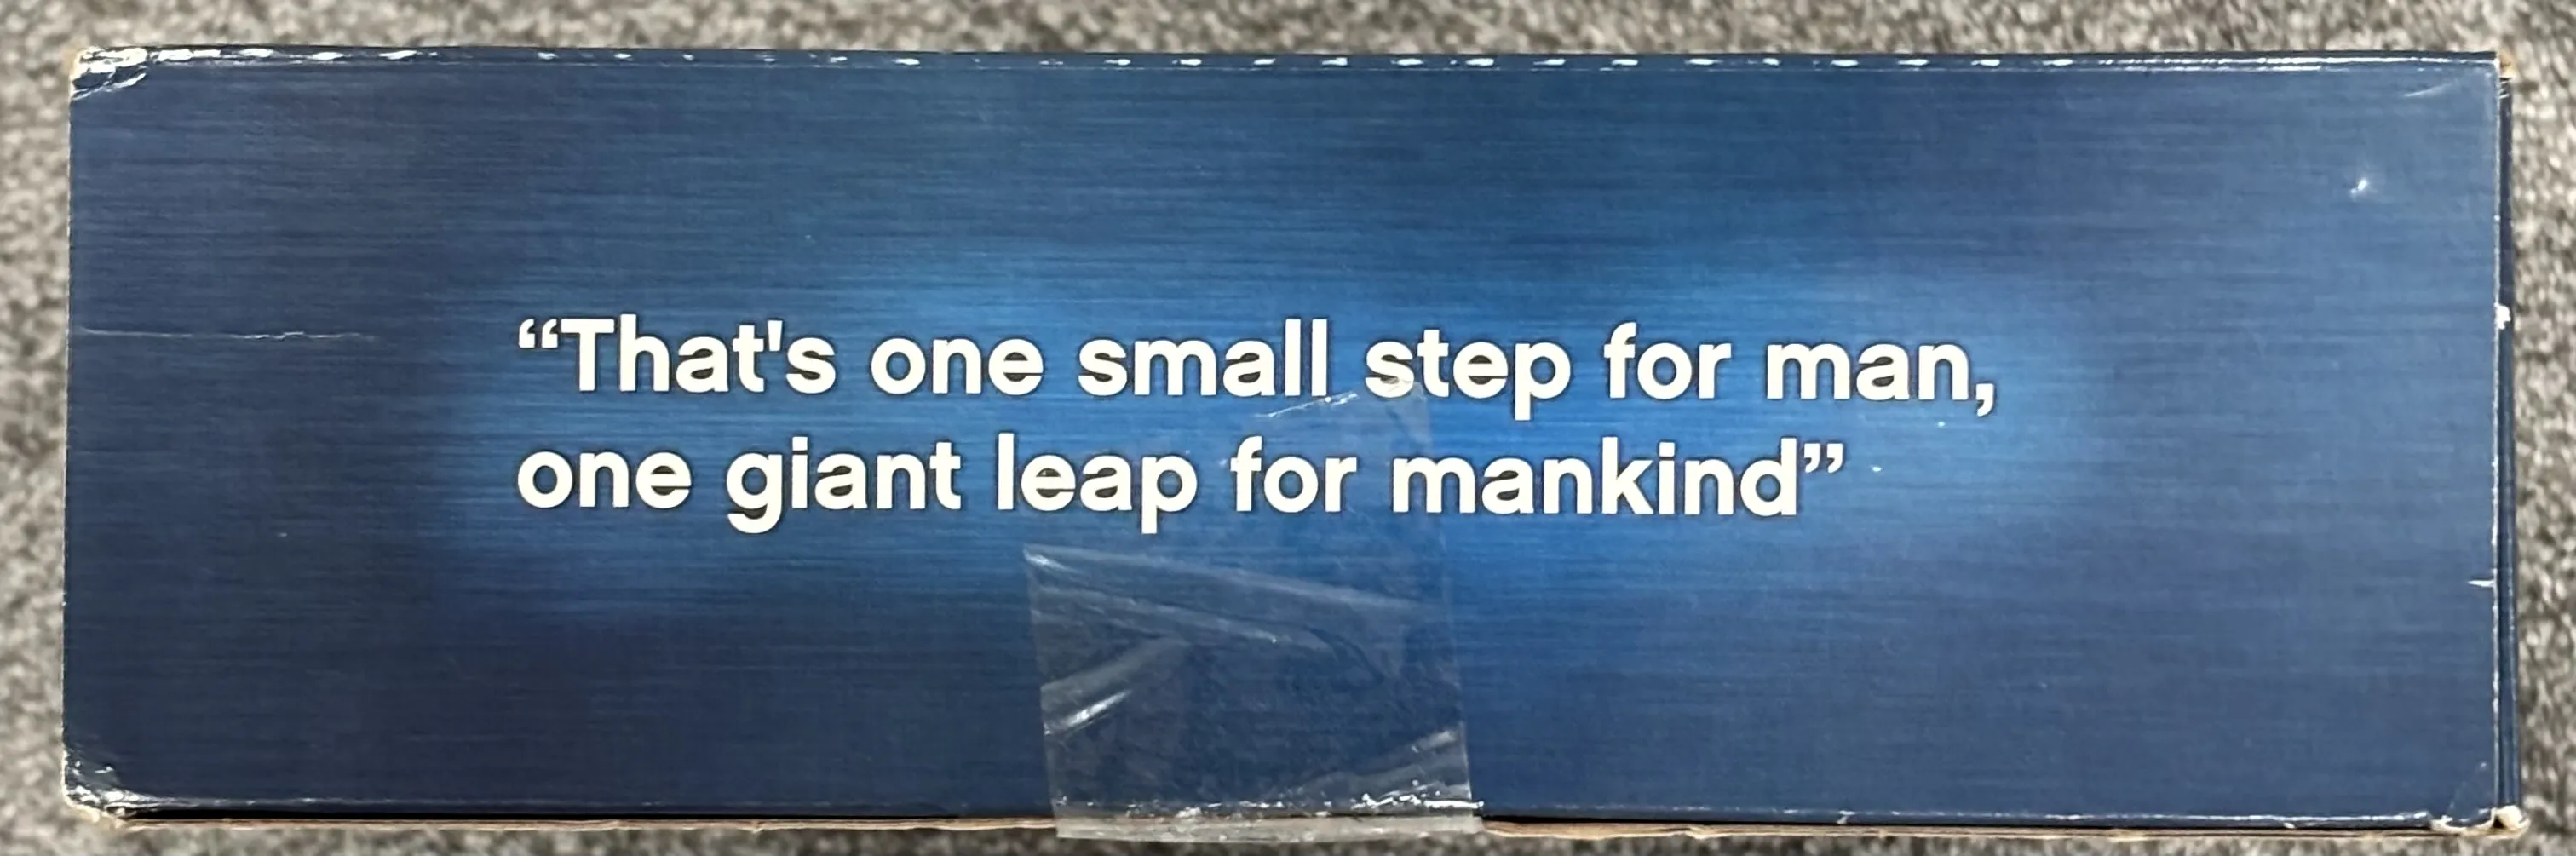 “That's one small step for man,
one giant leap for mankind”